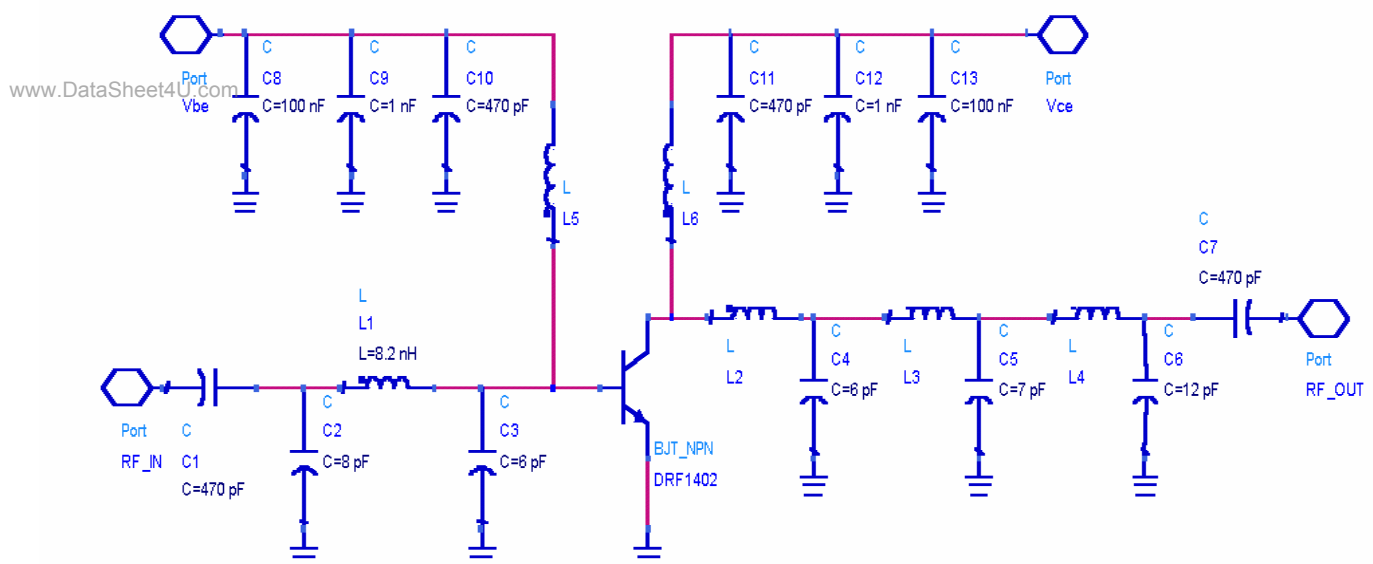 www.DataSheet4U.com
Port
Vbe
C
C8
C=100 nF
C
C9
C=1 nF
C
C10
C=470 pF
L
L5
L
L6
C
C11
C=470 pF
C
C12
C=1 nF
C
C13
C=100 nF
Port
Vce
C
C7
C=470 pF
Port
RF_OUT
L
L1
L=8.2 nH
L
L2
C
C4
C=6 pF
L
L3
C
C5
C=7 pF
L
L4
C
C6
C=12 pF
Port
RF_IN
C
C1
C=470 pF
C
C2
C=8 pF
C
C3
C=6 pF
BJT_NPN
DRF1402